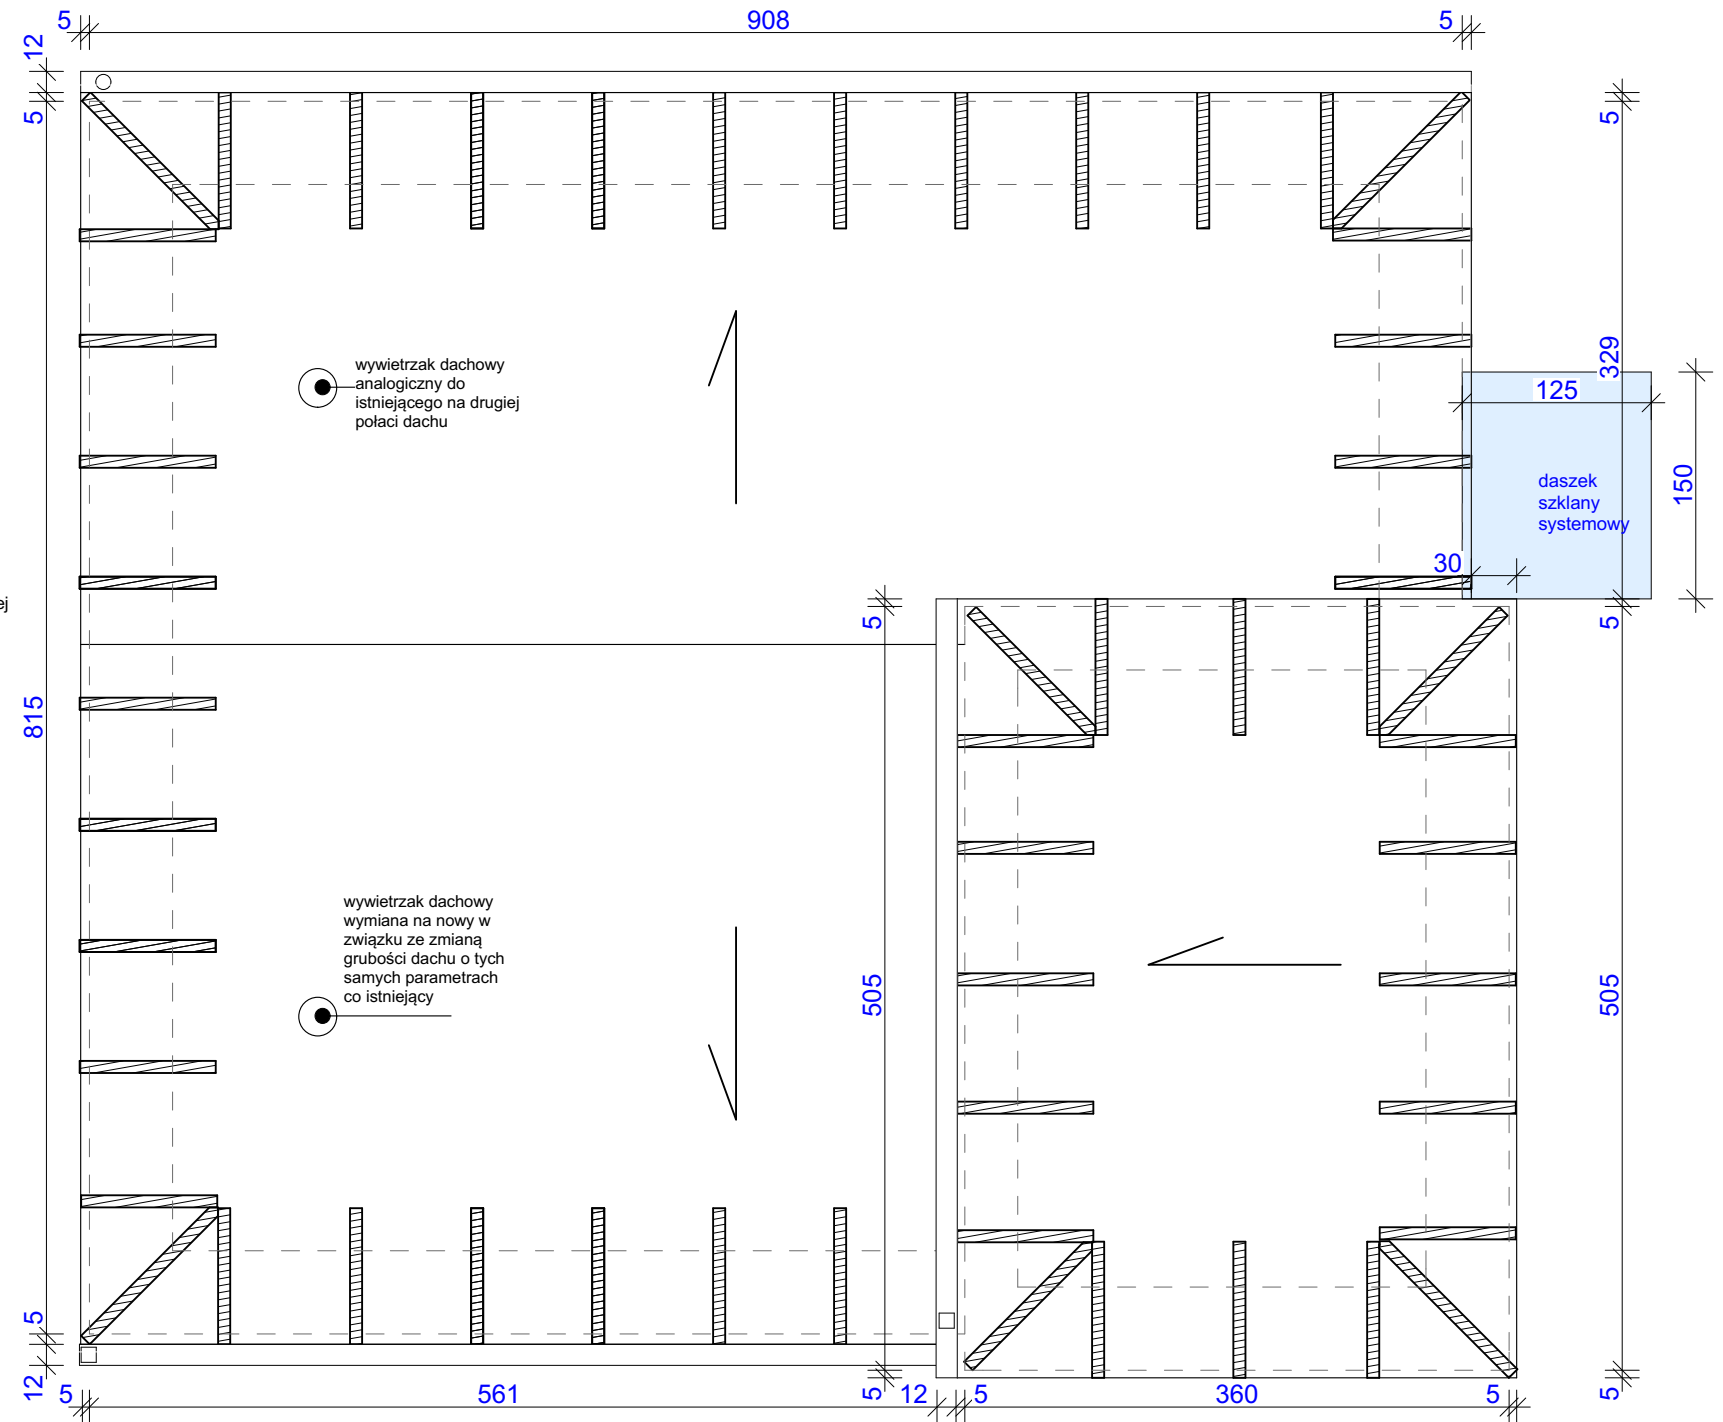 5
908
5
12
5
5
wywietrzak dachowy
analogiczny do
istniejącego na drugiej
połaci dachu
329
125
150
daszek
szklany
systemowy
30
ej
5
5
815
wywietrzak dachowy
wymiana na nowy w
związku ze zmianą
grubości dachu o tych
samych parametrach
co istniejący
505
505
5
12
5
5
561
12
5
360
5
5